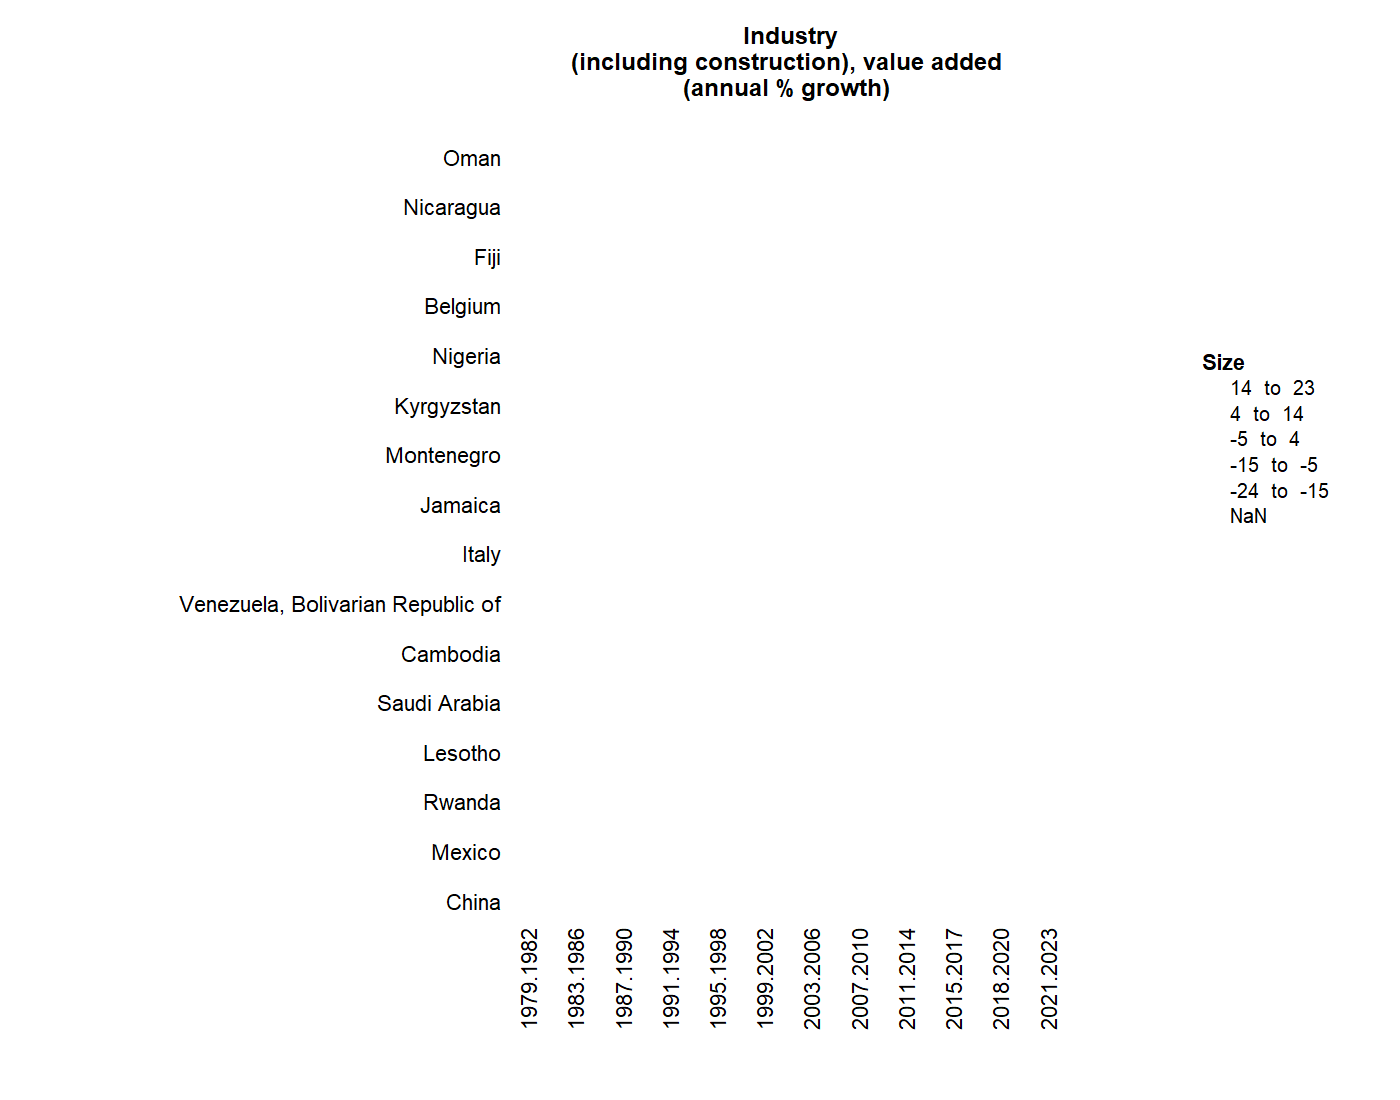 Industry
(including construction), value added
(annual % growth)
Oman
Nicaragua
Fiji
Belgium
Nigeria
Kyrgyzstan
Montenegro
Jamaica
Italy
Venezuela, Bolivarian Republic of
Cambodia
Saudi Arabia
Lesotho
Rwanda
Mexico
China
1979.1982
1983.1986
1987.1990
1991.1994
1995.1998
1999.2002
2003.2006
2007.2010
2011.2014
2015.2017
2018.2020
2021.2023
Size
14 to 23
4 to 14
-5 to 4
-15 to -5
-24 to -15
NaN